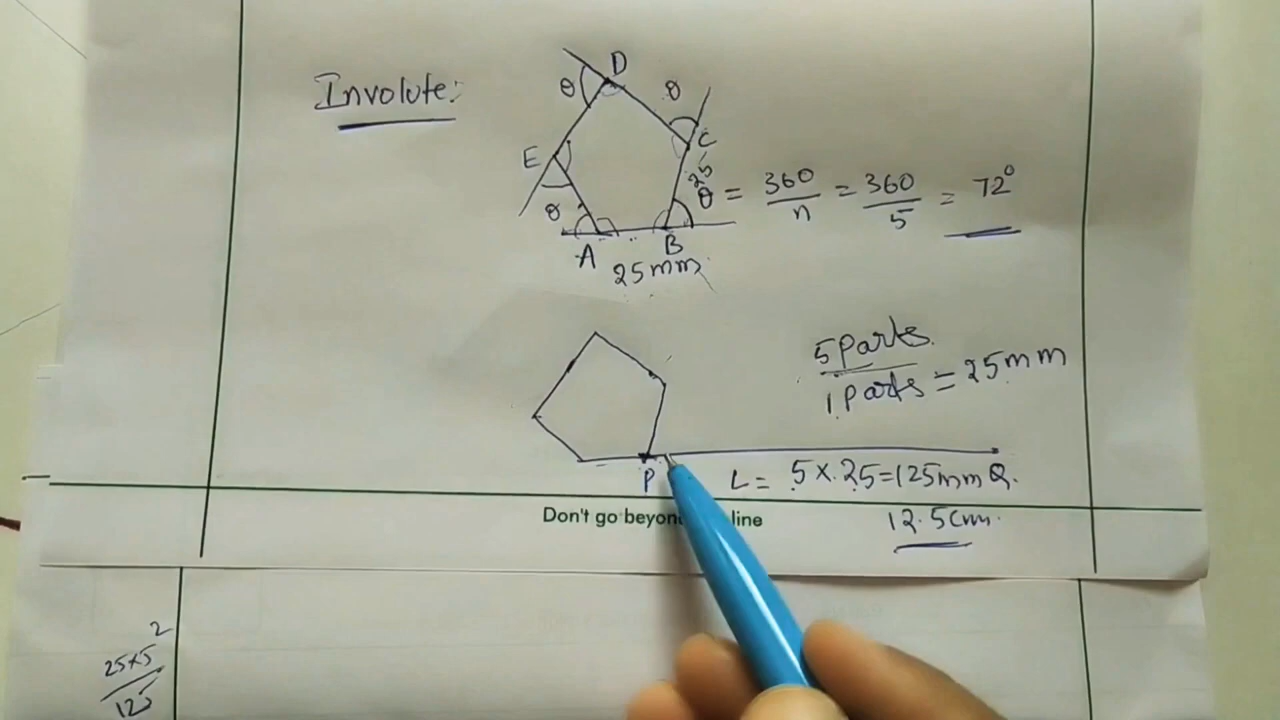 Involute:
D
θ
θ
C
E
25
θ = 360/n = 360/5 = 72°
θ
A
B
25mm
5 Parts
1 Parts = 25mm
P
L = 5 × 25 = 125mm Q.
12.5cm.
Don't go beyond line
2
25×5
125